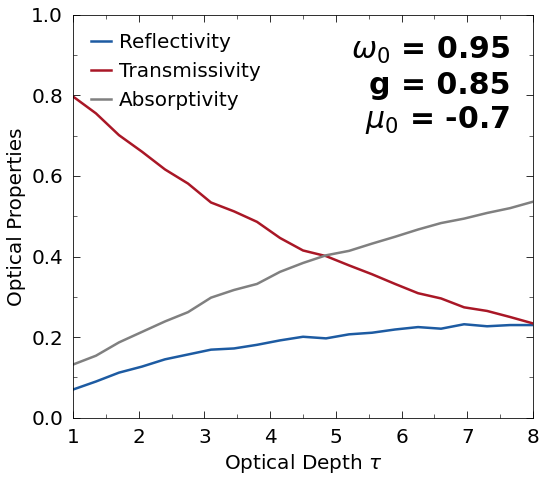 Reflectivity
Transmissivity
Absorptivity
ω₀ = 0.95
g = 0.85
μ₀ = -0.7
Optical Properties
1.0
0.8
0.6
0.4
0.2
0.0
1 2 3 4 5 6 7 8
Optical Depth τ